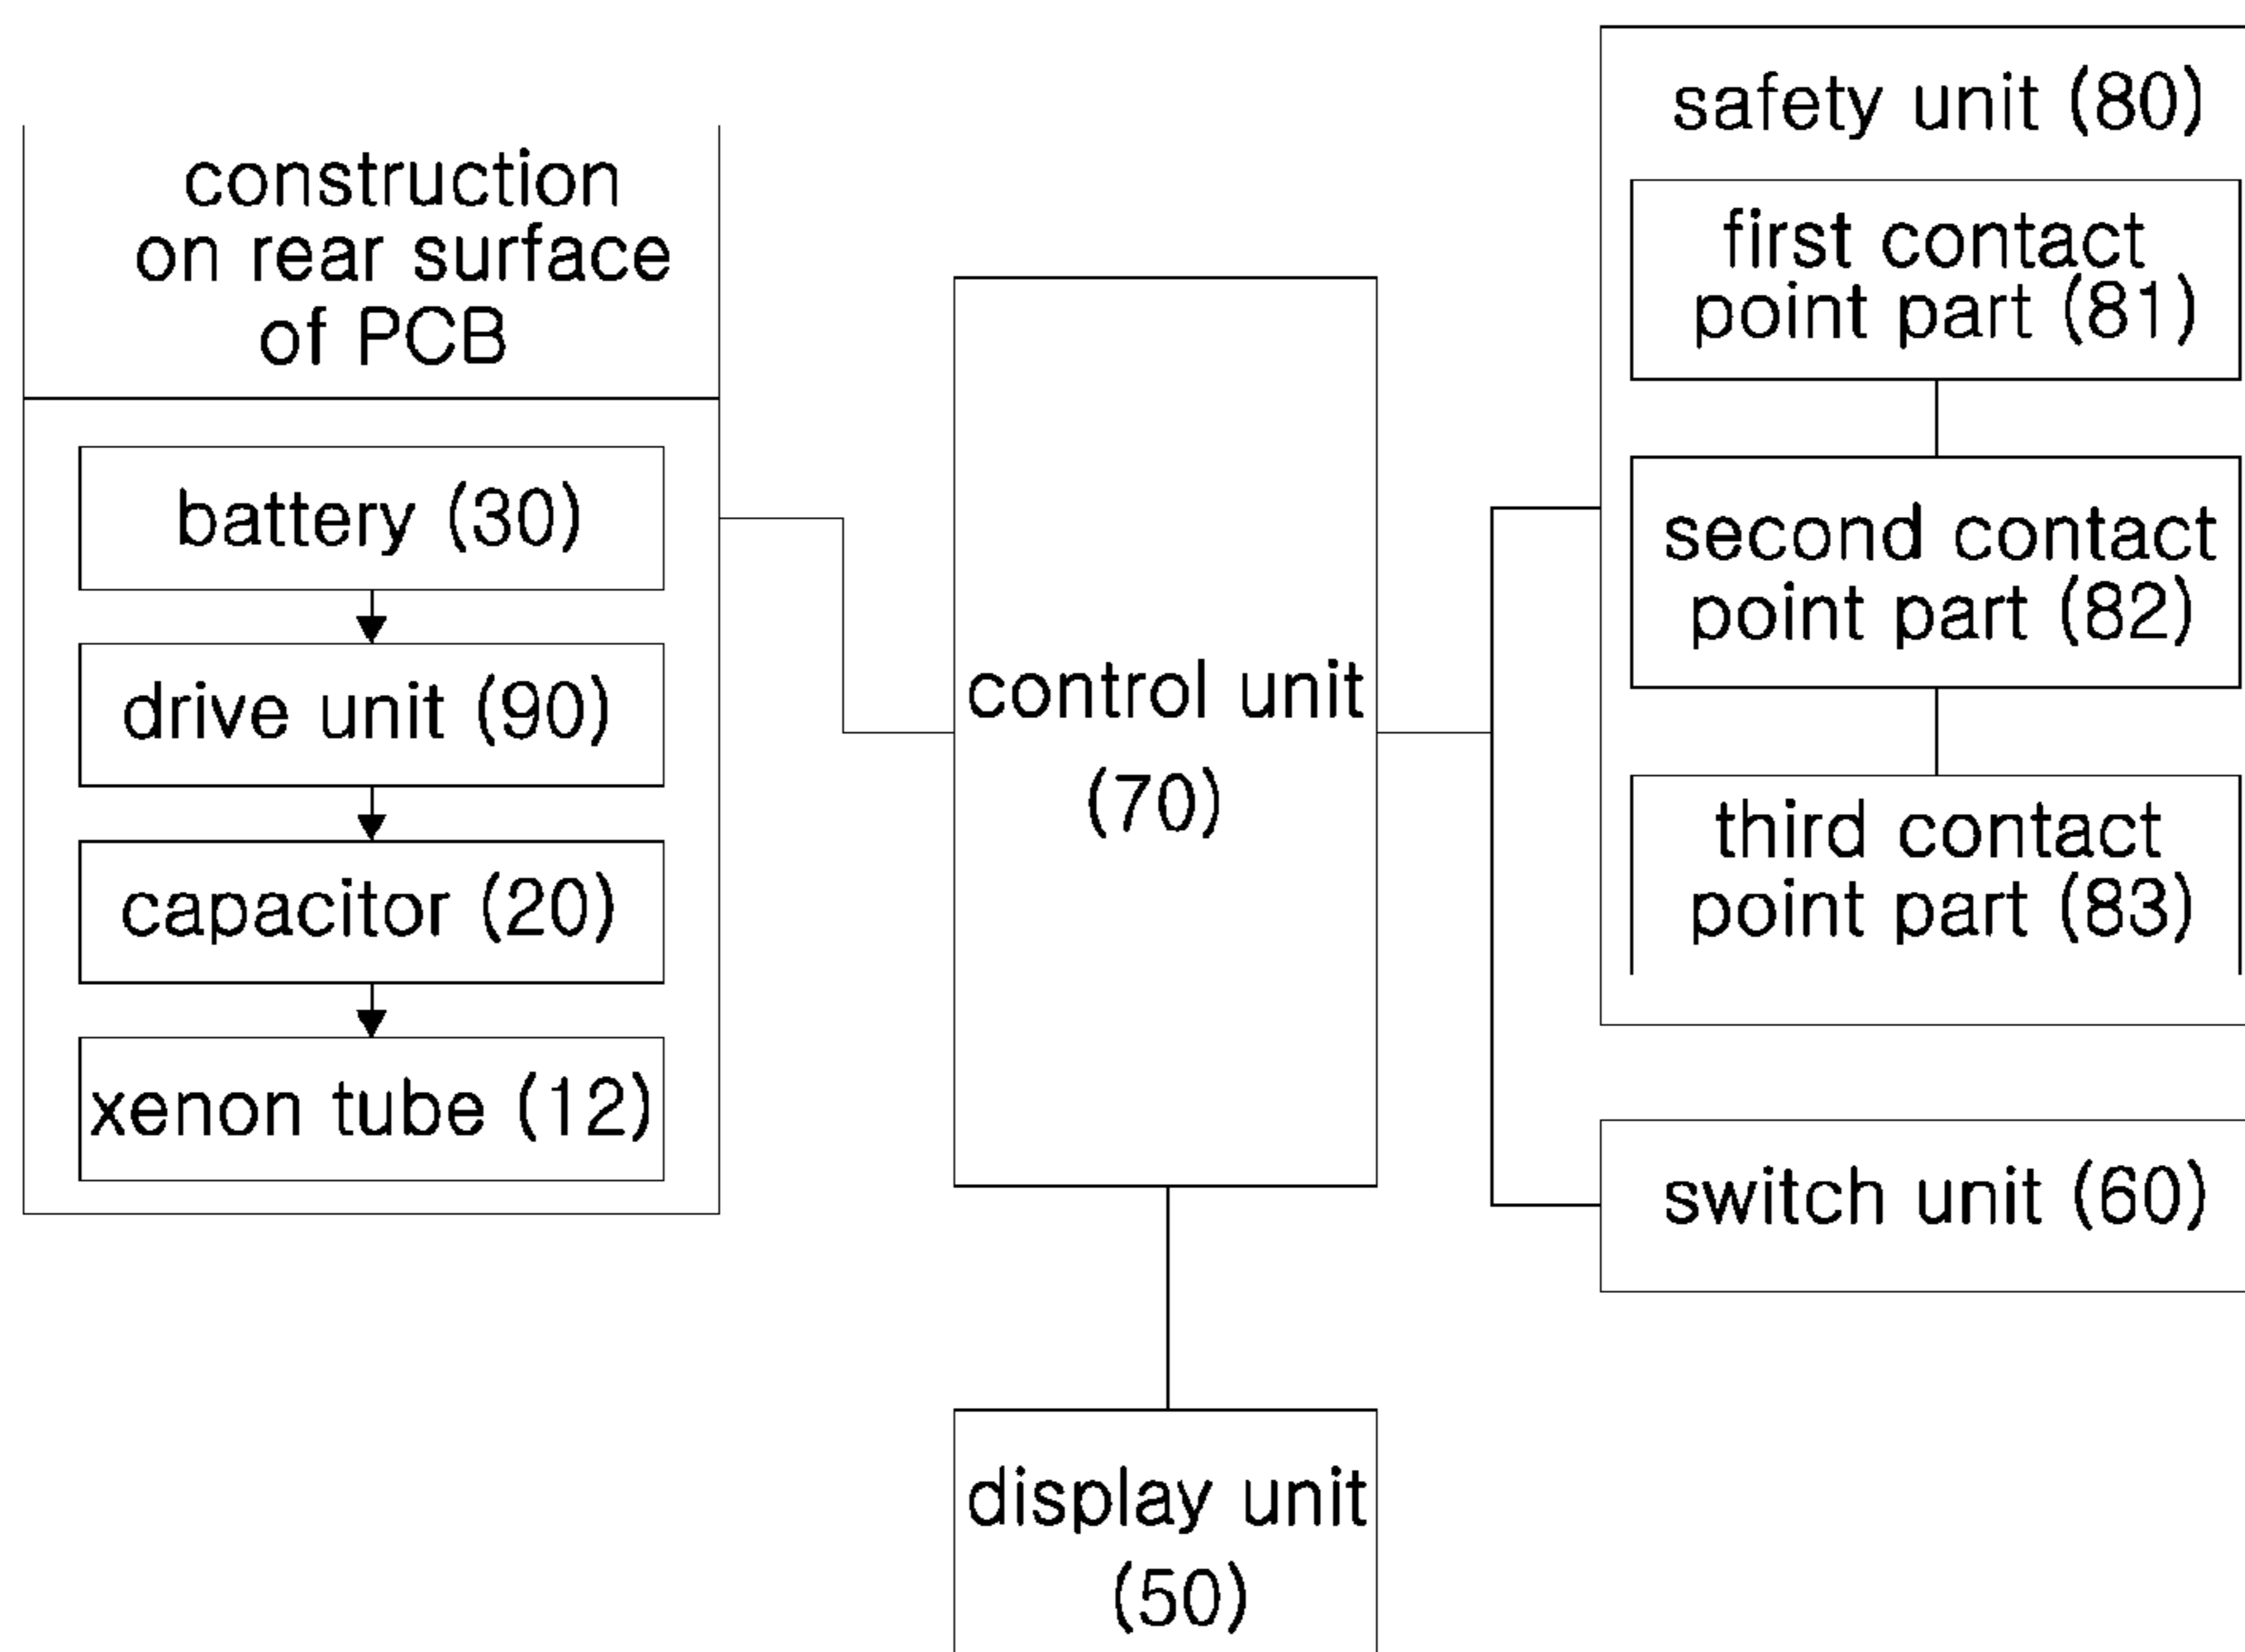 construction
on rear surface
of PCB
battery (30)
drive unit (90)
capacitor (20)
xenon tube (12)
control unit
(70)
display unit
(50)
safety unit (80)
first contact
point part (81)
second contact
point part (82)
third contact
point part (83)
switch unit (60)